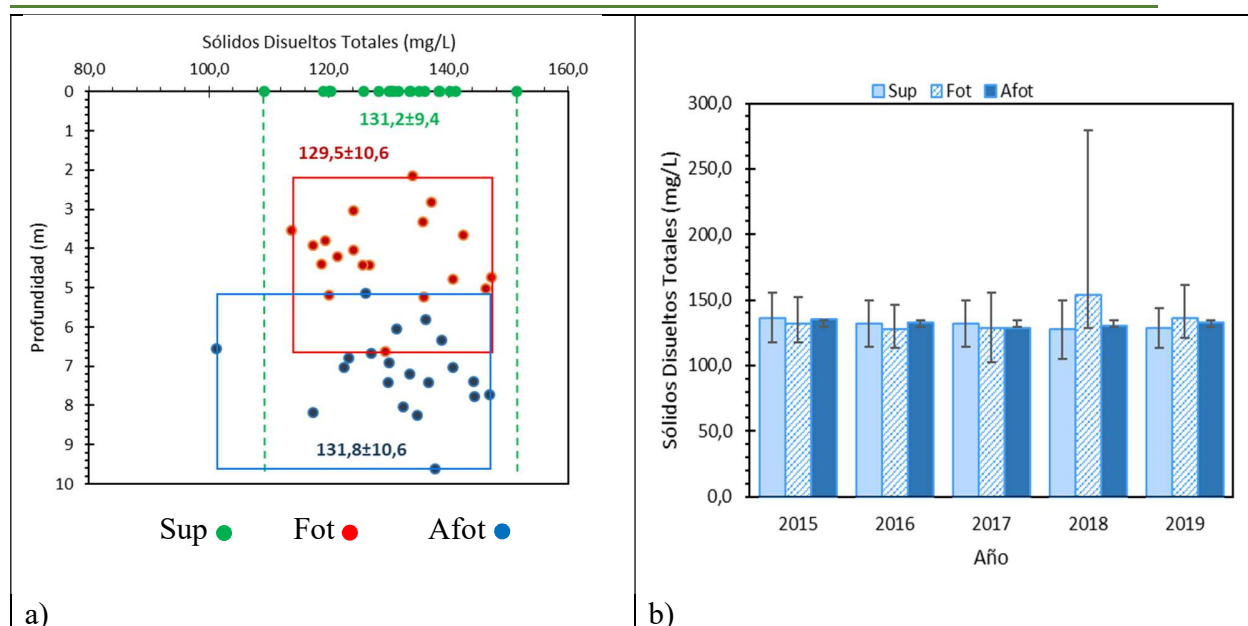 Sólidos Disueltos Totales (mg/L)
80,0 100,0 120,0 140,0 160,0
0
1
2
3
4
5
6
7
8
9
10
Profundidad (m)
131,2±9,4
129,5±10,6
131,8±10,6
Sup Fot Afot
a)
Sup Fot Afot
300,0
250,0
200,0
150,0
100,0
50,0
0,0
Sólidos Disueltos Totales (mg/L)
2015 2016 2017 2018 2019
Año
b)